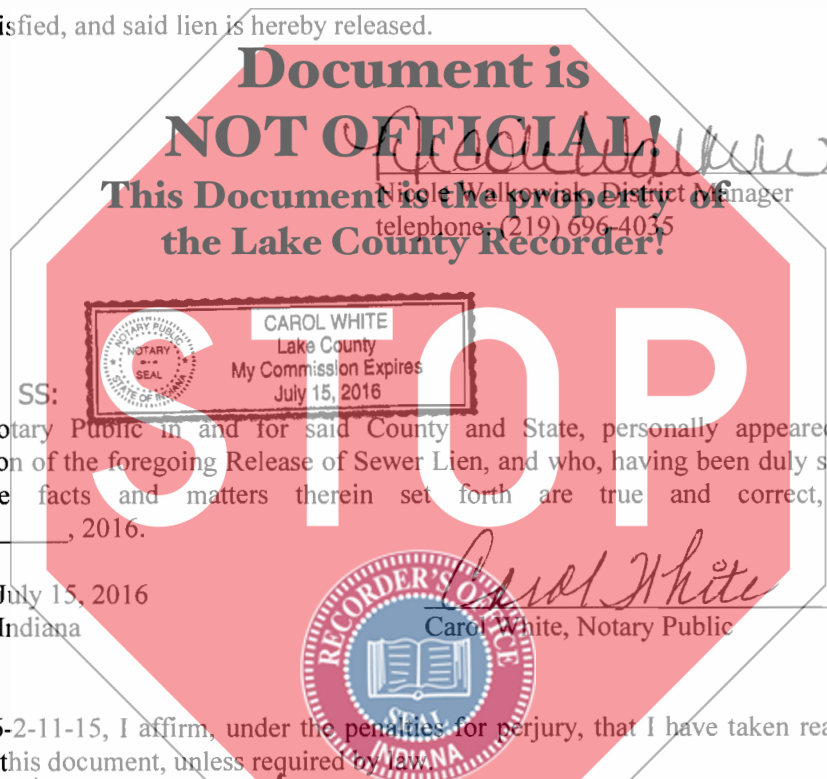 isfied, and said lien is hereby released.
Document is
NOT OFFICIAL!
Nicole Walkowiak
This Document is the property of
Nicole Walkowiak, District Manager
the Lake County Recorder!
telephone: (219) 696-4035
STOP
CAROL WHITE
Lake County
My Commission Expires
July 15, 2016
NOTARY PUBLIC
NOTARY
SEAL
STATE OF INDIANA
SS:
otary Public in and for said County and State, personally appeared
on of the foregoing Release of Sewer Lien, and who, having been duly s
e facts and matters therein set forth are true and correct,
, 2016.
July 15, 2016
Carol White
Indiana
Carol White, Notary Public
RECORDER'S OFFICE
SEAL
INDIANA
-2-11-15, I affirm, under the penalties for perjury, that I have taken rea
this document, unless required by law.